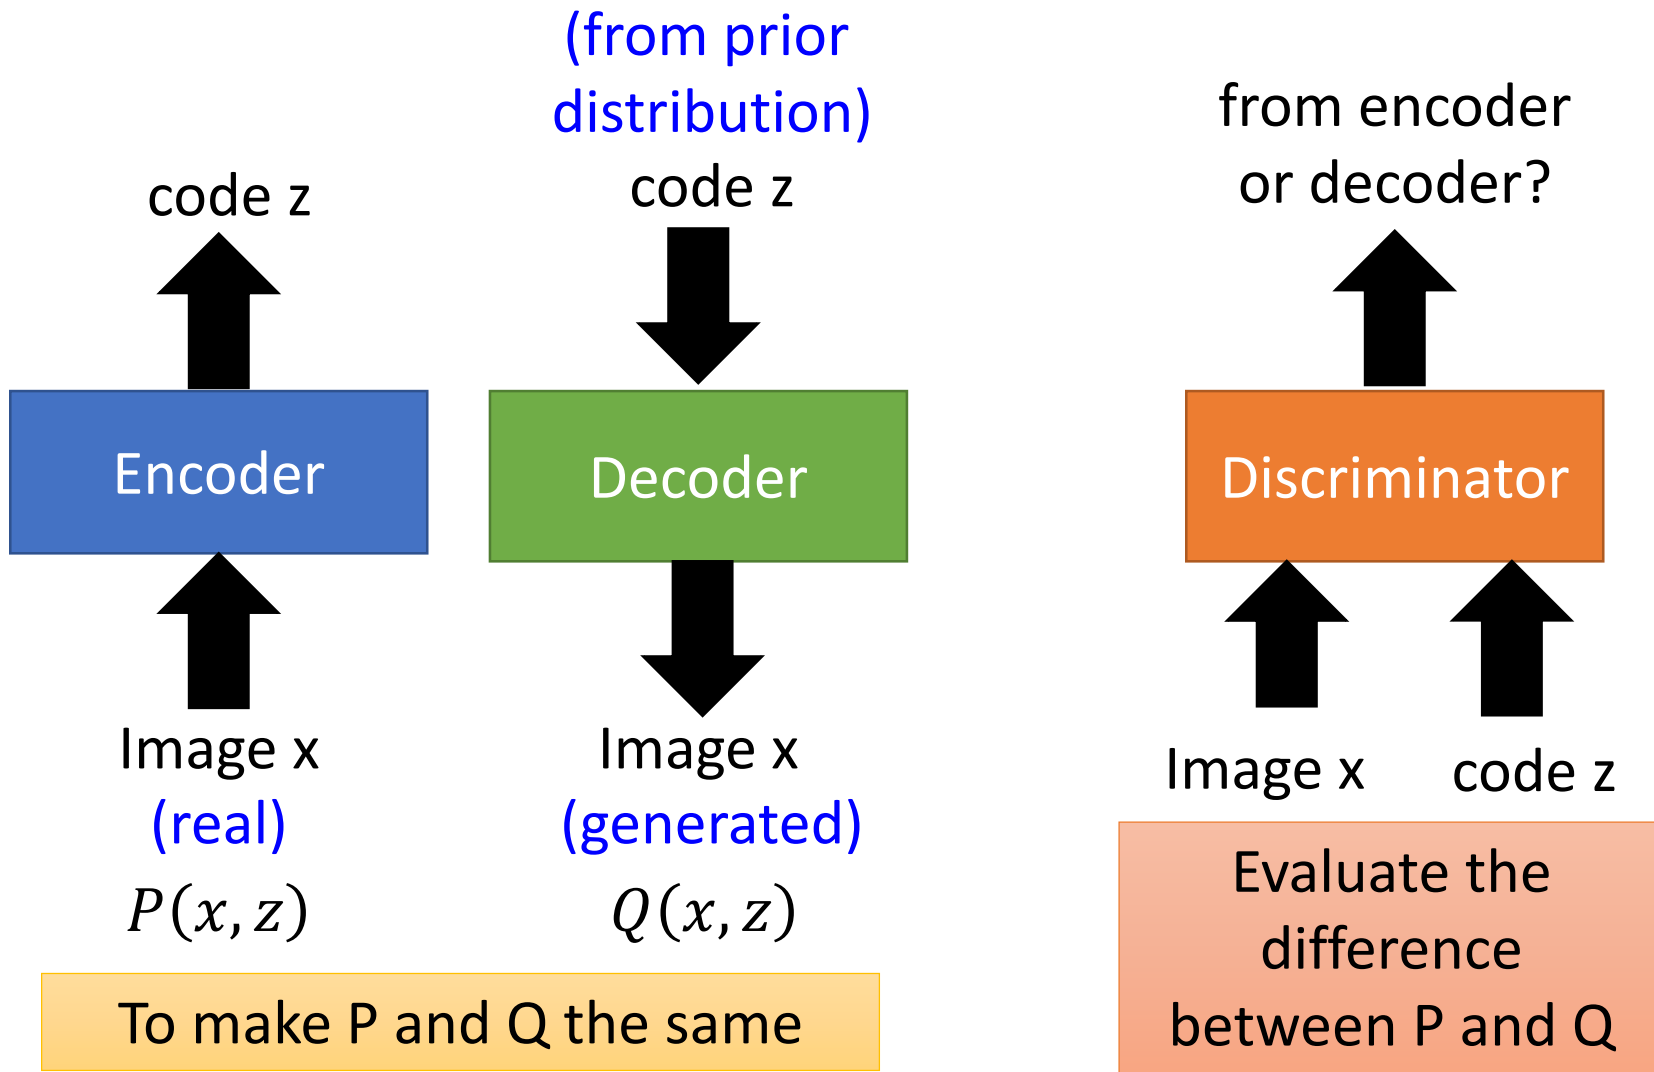 code z
Encoder
Image x
(real)
P(x, z)
(from prior
distribution)
code z
Decoder
Image x
(generated)
Q(x, z)
To make P and Q the same
from encoder
or decoder?
Discriminator
Image x
code z
Evaluate the
difference
between P and Q